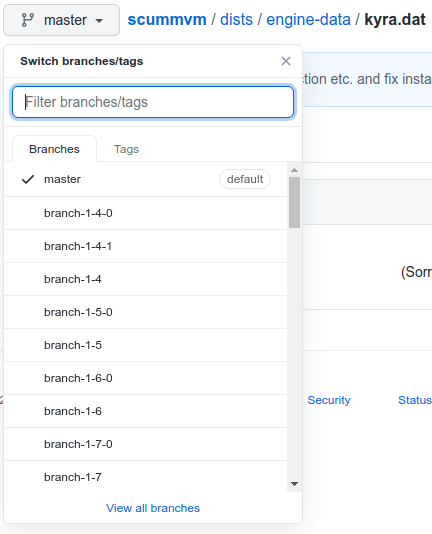 master scummvm / dists / engine-data / kyra.dat
Switch branches/tags
ction etc. and fix insta
Filter branches/tags
Branches Tags
master default
branch-1-4-0
branch-1-4-1
branch-1-4
(Sorr
branch-1-5-0
branch-1-5
branch-1-6-0
Security Status
branch-1-6
branch-1-7-0
branch-1-7
View all branches